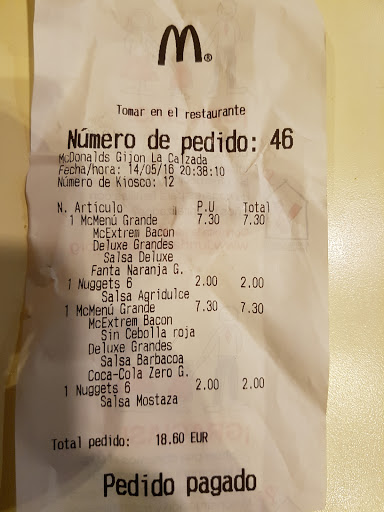 M®
Tomar en el restaurante
Número de pedido: 46
McDonalds Gijon La Calzada
Fecha/hora: 14/05/16 20:38:10
Número de Kiosco: 12
N. Artículo P.U Total
1 McMenú Grande 7.30 7.30
McExtrem Bacon
Deluxe Grandes
Salsa Deluxe
Fanta Naranja G.
1 Nuggets 6 2.00 2.00
Salsa Agridulce
1 McMenú Grande 7.30 7.30
McExtrem Bacon
Sin Cebolla roja
Deluxe Grandes
Salsa Barbacoa
Coca-Cola Zero G.
1 Nuggets 6 2.00 2.00
Salsa Mostaza
Total pedido: 18.60 EUR
Pedido pagado